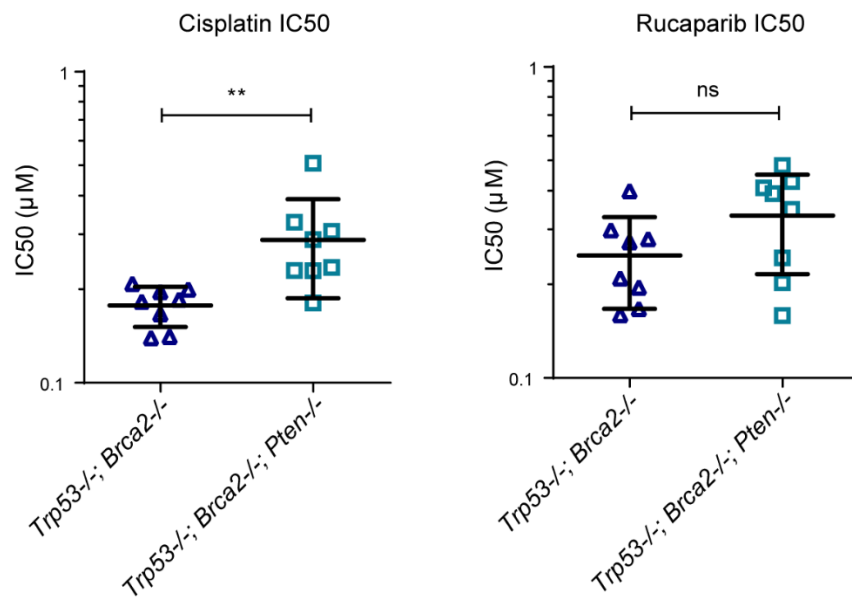 Cisplatin IC50
1
**
IC50 (µM)
0.1
Trp53-/-; Brca2-/-
Trp53-/-; Brca2-/-; Pten-/-
Rucaparib IC50
1
ns
IC50 (µM)
0.1
Trp53-/-; Brca2-/-
Trp53-/-; Brca2-/-; Pten-/-